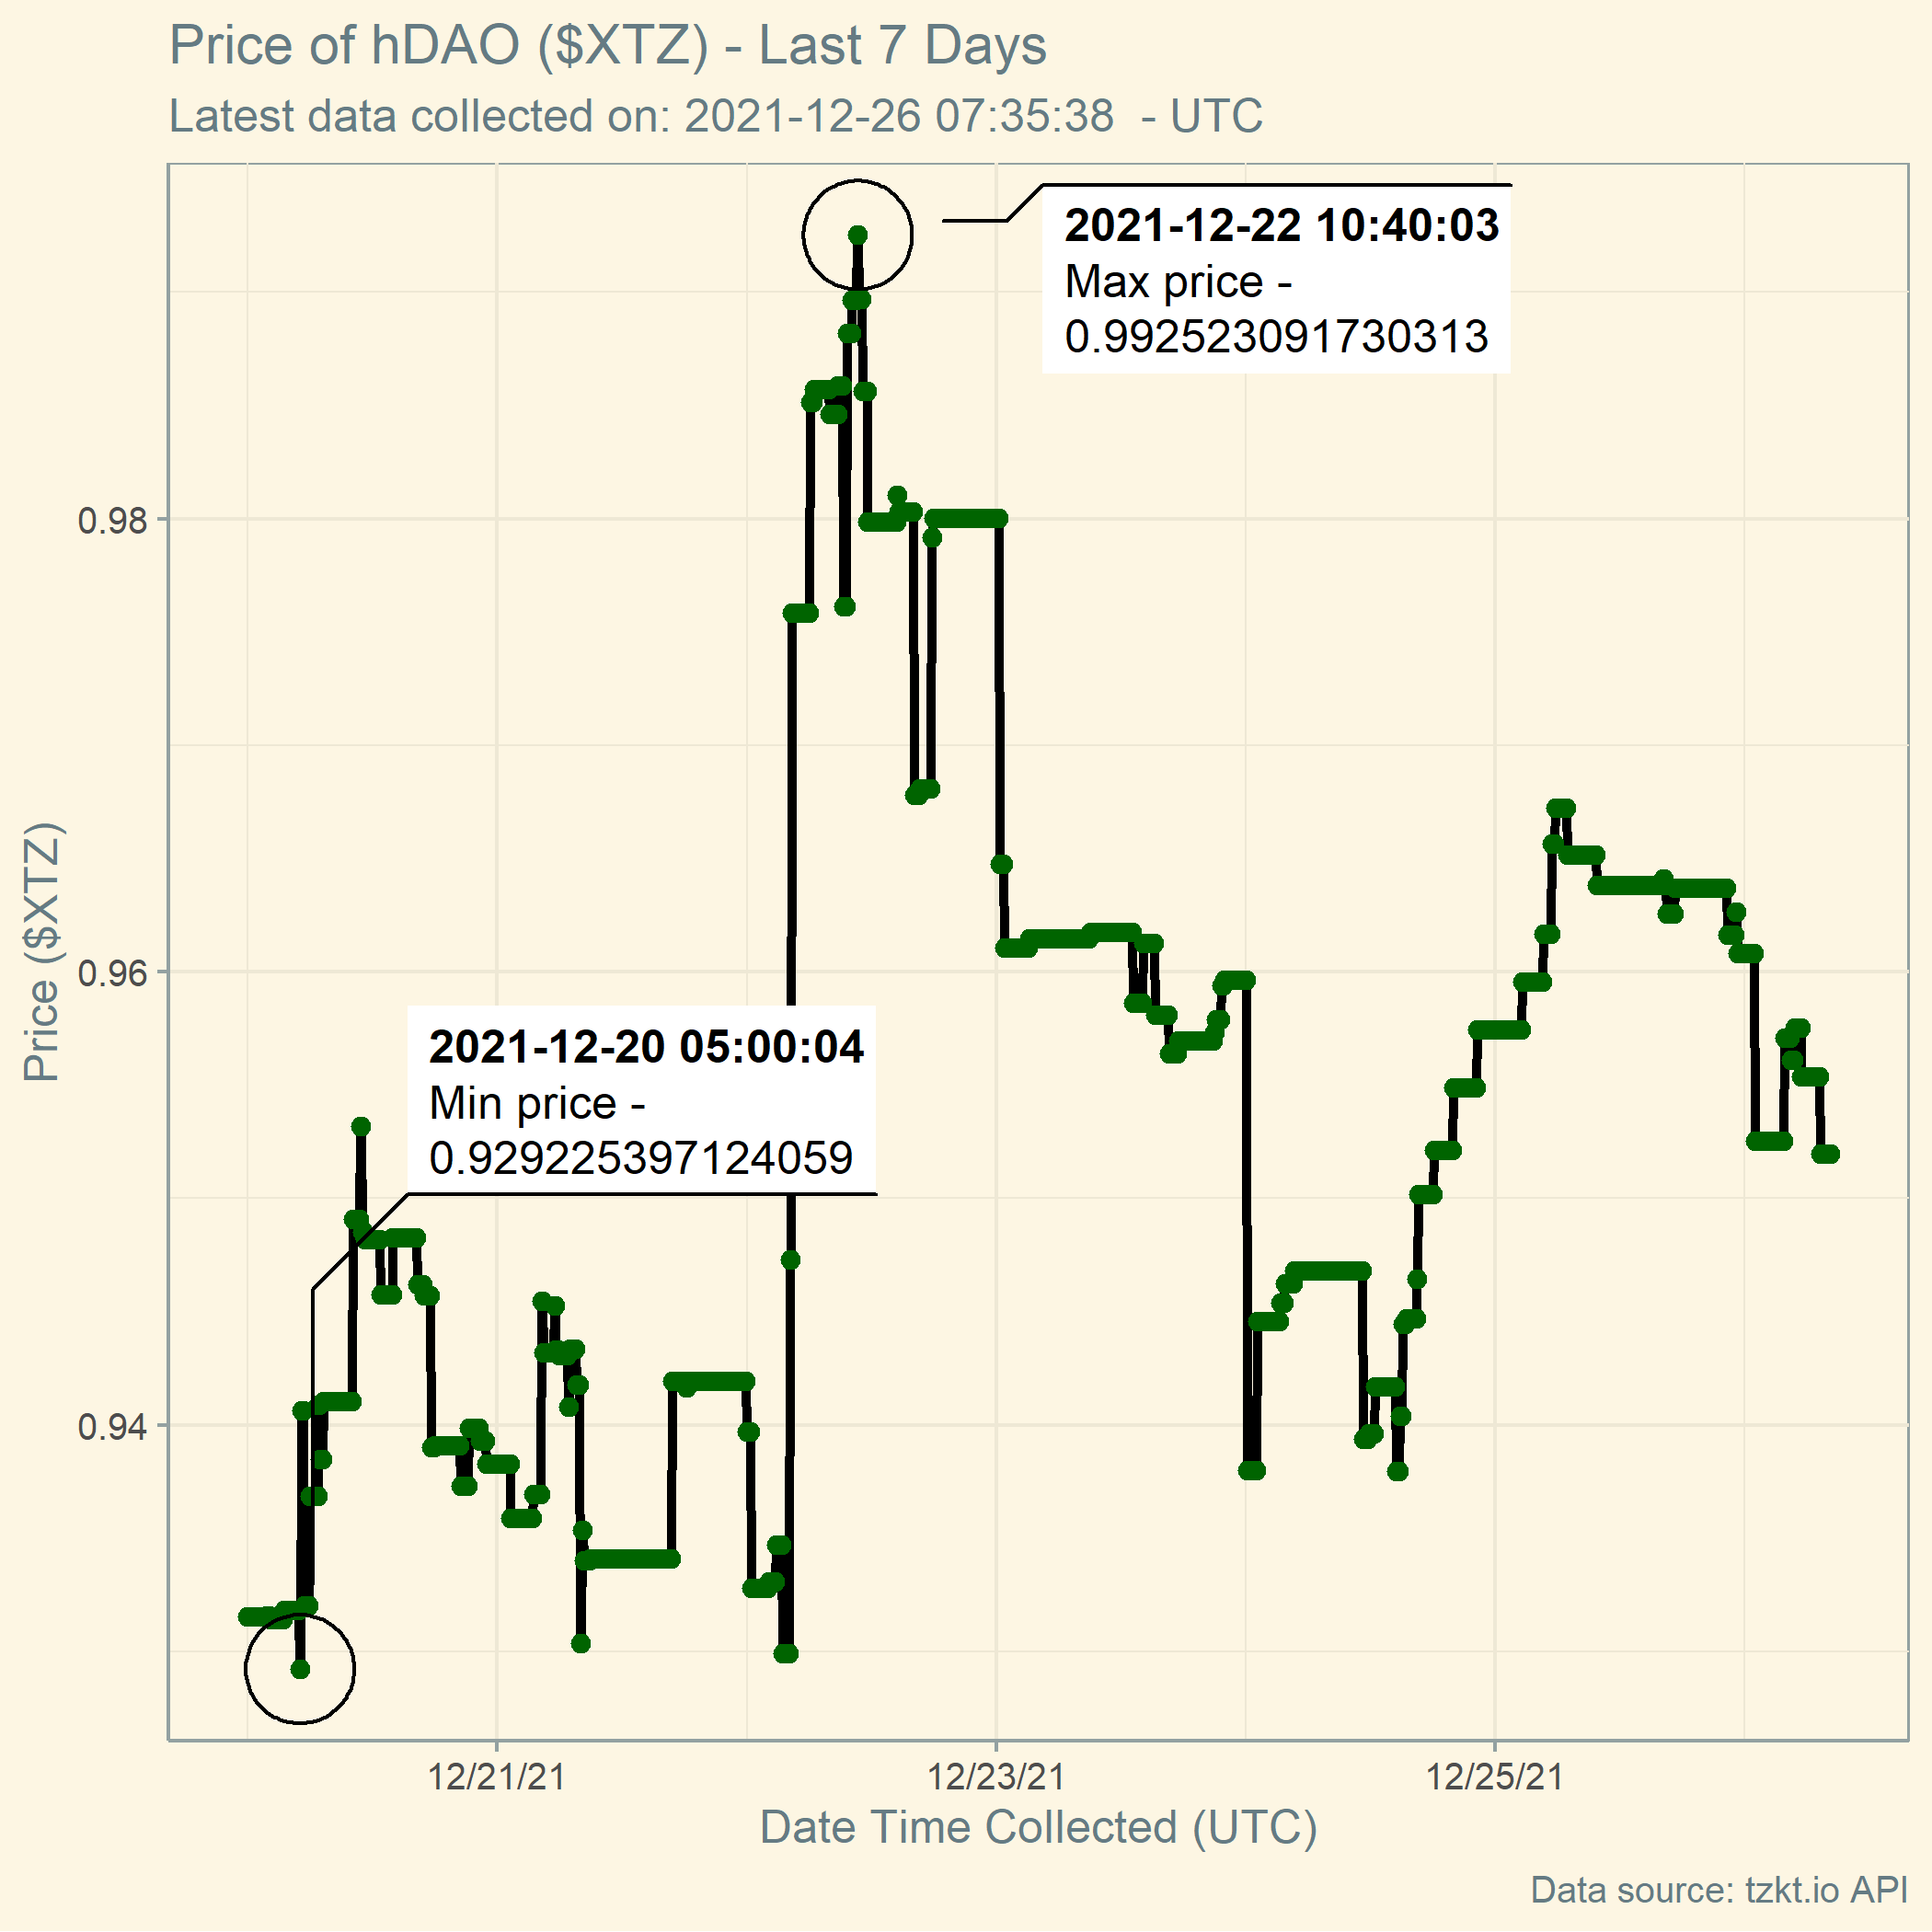 Price of hDAO ($XTZ) - Last 7 Days
Latest data collected on: 2021-12-26 07:35:38  - UTC
2021-12-22 10:40:03
Max price -
0.992523091730313
0.98
0.96
0.94
Price ($XTZ)
2021-12-20 05:00:04
Min price -
0.929225397124059
12/21/21
12/23/21
12/25/21
Date Time Collected (UTC)
Data source: tzkt.io API